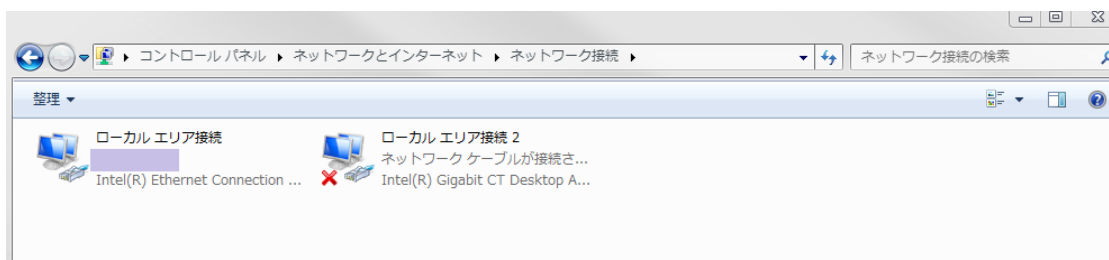 コントロール パネル ▸ ネットワークとインターネット ▸ ネットワーク接続 ▸
ネットワーク接続の検索
整理 ▼
ローカル エリア接続
Intel(R) Ethernet Connection ...
ローカル エリア接続 2
ネットワーク ケーブルが接続さ...
Intel(R) Gigabit CT Desktop A...